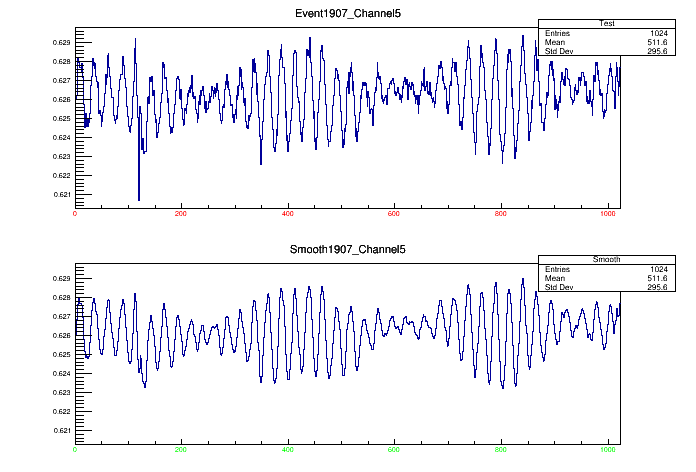 Event1907_Channel5
Test
Entries 1024
Mean 511.6
Std Dev 295.6
0.629
0.628
0.627
0.626
0.625
0.624
0.623
0.622
0.621
0 200 400 600 800 1000
Smooth1907_Channel5
Smooth
Entries 1024
Mean 511.6
Std Dev 295.6
0.629
0.628
0.627
0.626
0.625
0.624
0.623
0.622
0.621
0 200 400 600 800 1000